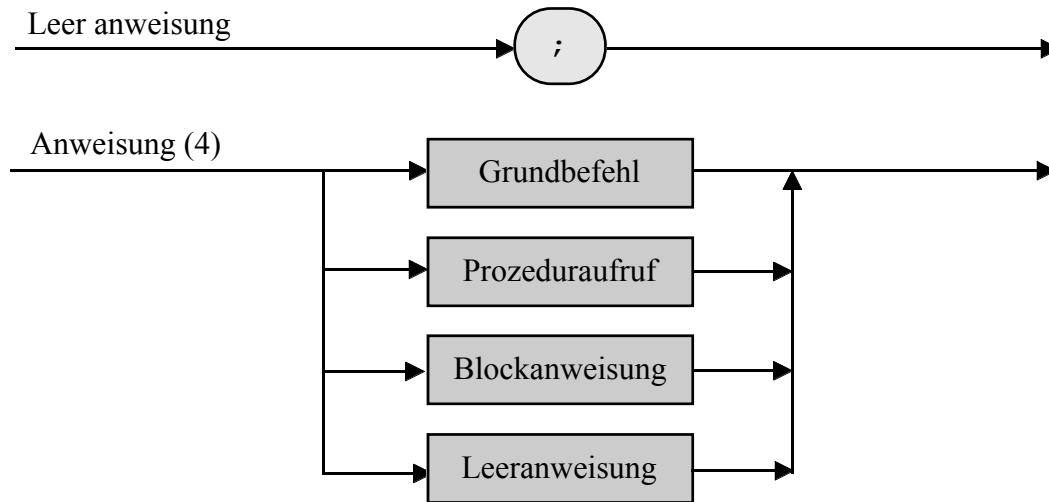 Leer anweisung
;
Anweisung (4)
Grundbefehl
Prozeduraufruf
Blockanweisung
Leeranweisung